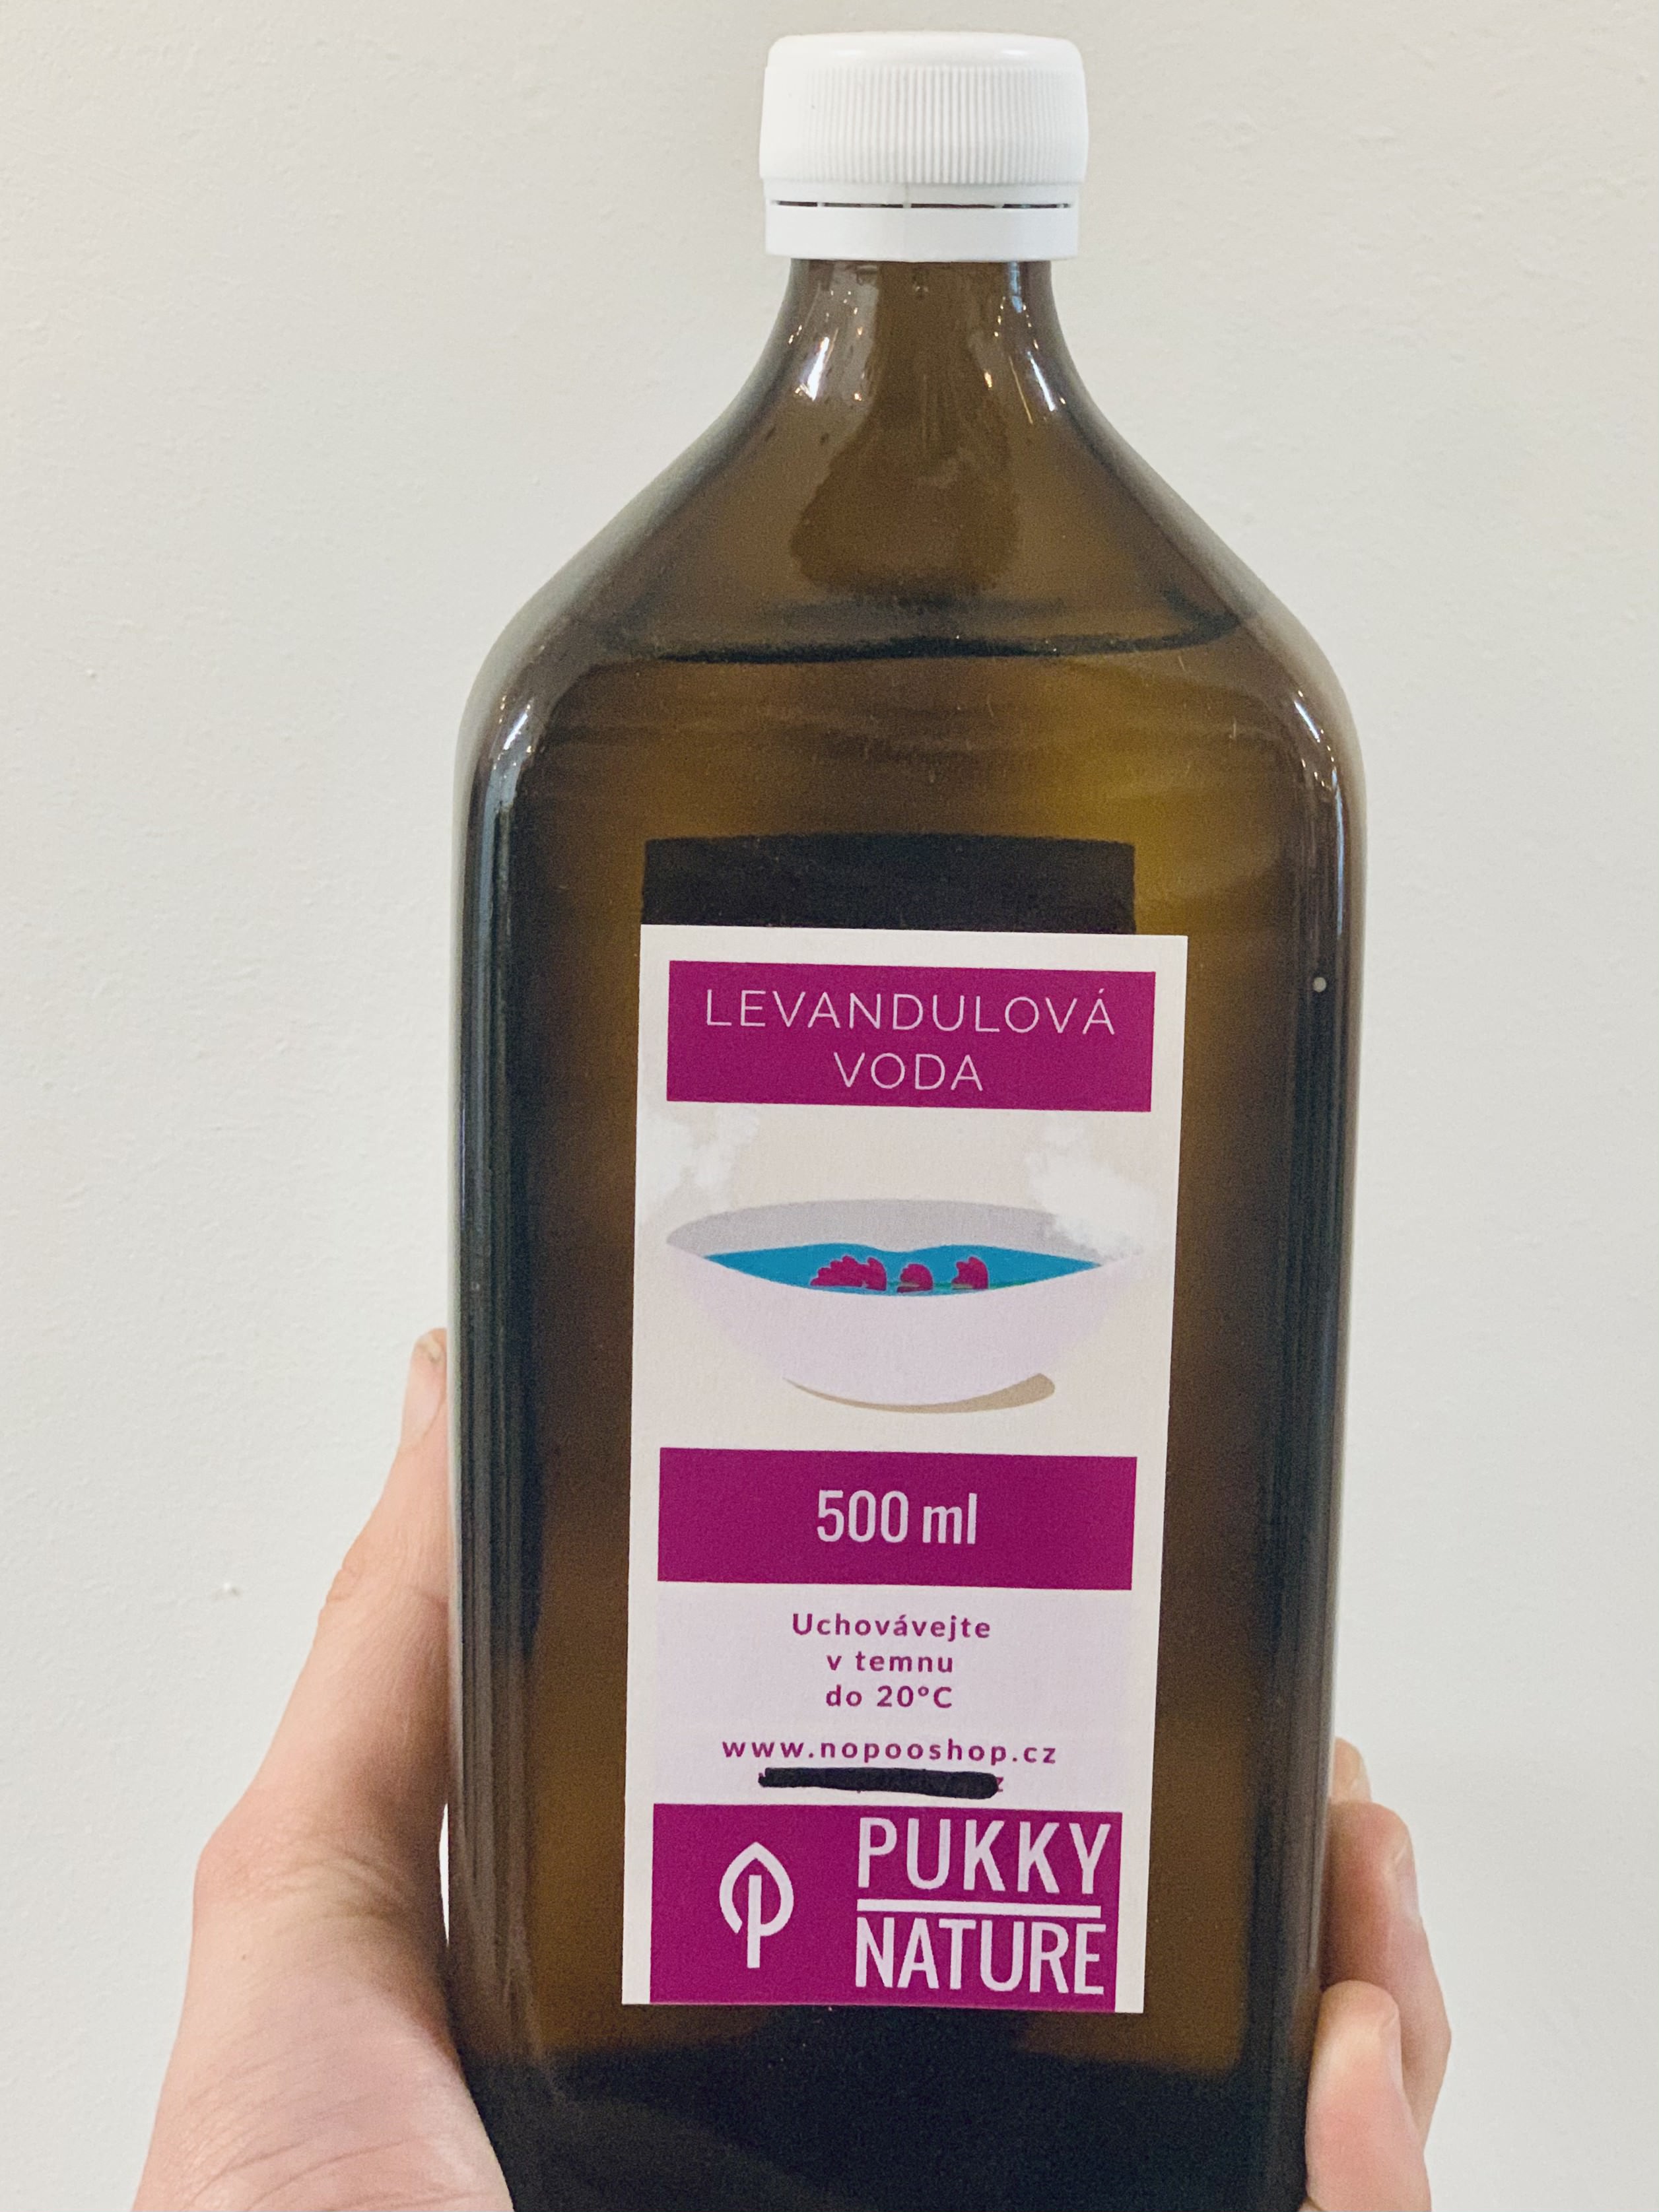 LEVANDULOVÁ
VODA
500 ml
Uchovávejte
v temnu
do 20°C
www.nopooshop.cz
PUKKY
NATURE